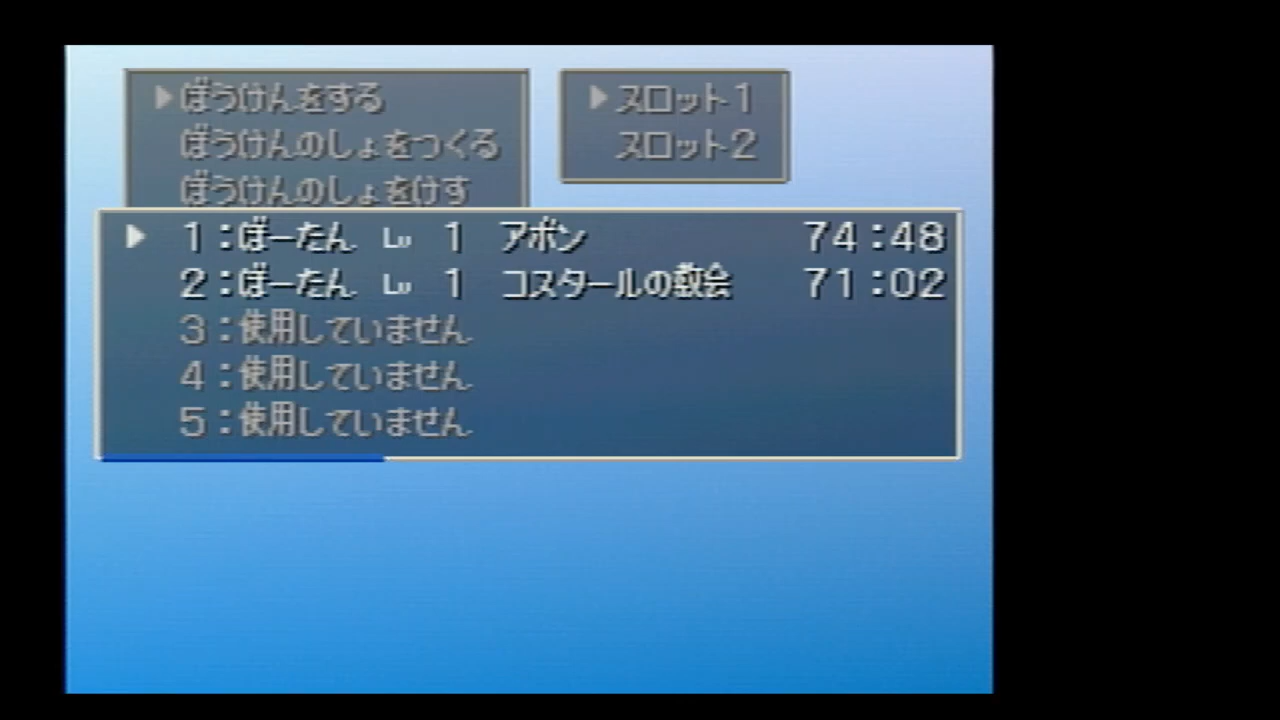 ▶ぼうけんをする
ぼうけんのしょをつくる
ぼうけんのしょをけす
▶スロット1
スロット2
▶ 1:ぼーたん Lv 1 アボン 74:48
2:ぼーたん Lv 1 コスタールの教会 71:02
3:使用していません
4:使用していません
5:使用していません